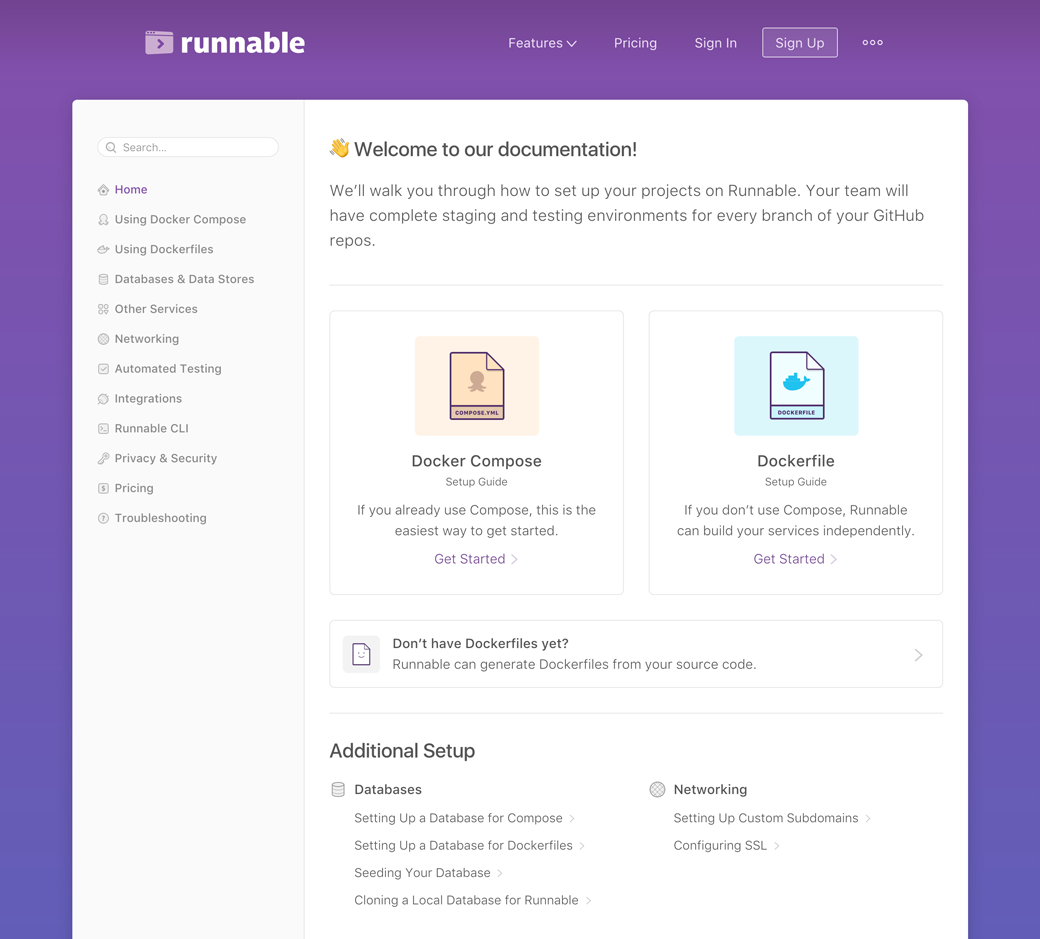 runnable
Features
Pricing
Sign In
Sign Up
Search...
Home
Using Docker Compose
Using Dockerfiles
Databases & Data Stores
Other Services
Networking
Automated Testing
Integrations
Runnable CLI
Privacy & Security
Pricing
Troubleshooting
👋 Welcome to our documentation!
We’ll walk you through how to set up your projects on Runnable. Your team will
have complete staging and testing environments for every branch of your GitHub
repos.
COMPOSE.YML
Docker Compose
Setup Guide
If you already use Compose, this is the
easiest way to get started.
Get Started
DOCKERFILE
Dockerfile
Setup Guide
If you don’t use Compose, Runnable
can build your services independently.
Get Started
Don’t have Dockerfiles yet?
Runnable can generate Dockerfiles from your source code.
Additional Setup
Databases
Setting Up a Database for Compose
Setting Up a Database for Dockerfiles
Seeding Your Database
Cloning a Local Database for Runnable
Networking
Setting Up Custom Subdomains
Configuring SSL